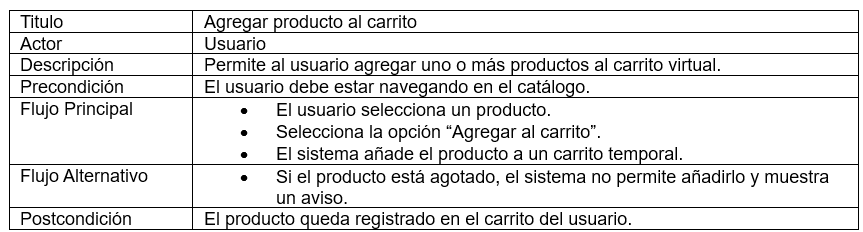 Titulo Agregar producto al carrito
Actor Usuario
Descripción Permite al usuario agregar uno o más productos al carrito virtual.
Precondición El usuario debe estar navegando en el catálogo.
Flujo Principal • El usuario selecciona un producto.
• Selecciona la opción “Agregar al carrito”.
• El sistema añade el producto a un carrito temporal.
Flujo Alternativo • Si el producto está agotado, el sistema no permite añadirlo y muestra
un aviso.
Postcondición El producto queda registrado en el carrito del usuario.